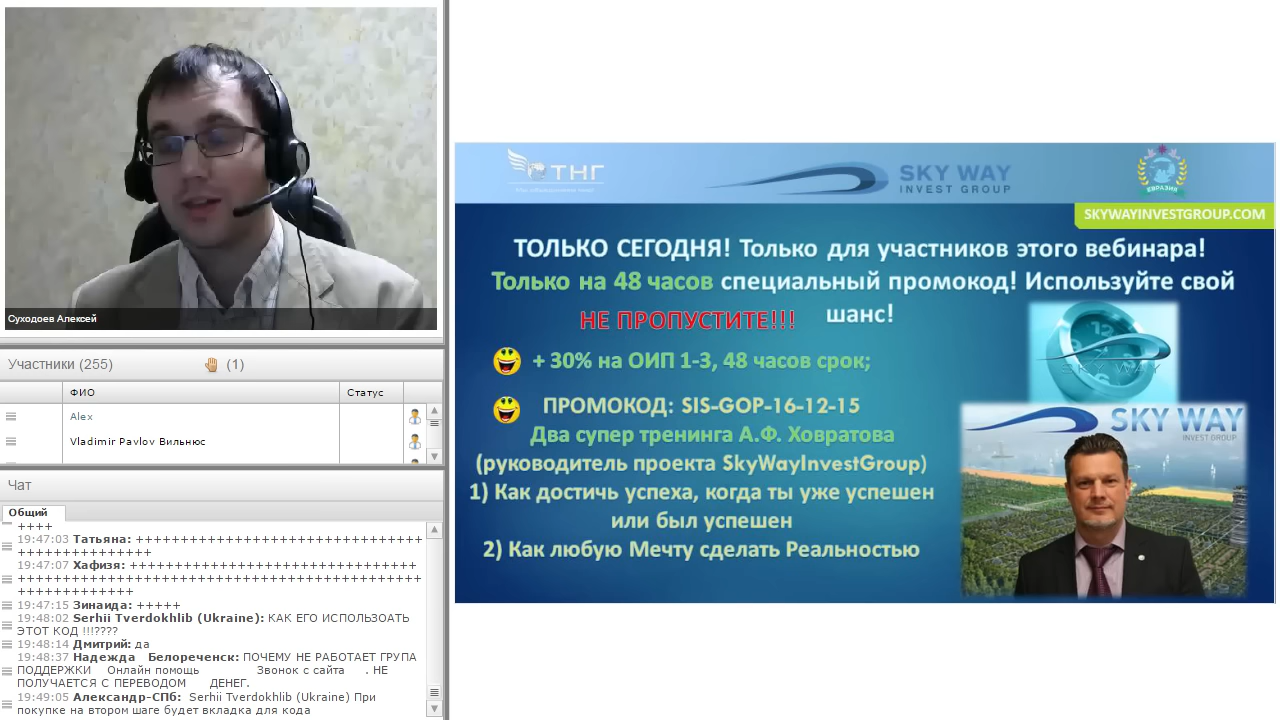 Суходоев Алексей
Участники (255)
(1)
ФИО
Статус
Alex
Vladimir Pavlov Вильнюс
Чат
Общий
++++
19:47:03 Татьяна: ++++++++++++++++++++++++++++++++
+++++++++++++++
19:47:07 Хафизя: ++++++++++++++++++++++++++++++++
+++++++++++++++++++++++++++++++++++++++++++++
+++++++++++++
19:47:15 Зинаида: +++++
19:48:02 Serhii Tverdokhlib (Ukraine): КАК ЕГО ИСПОЛЬЗОАТЬ
ЭТОТ КОД !!!????
19:48:14 Дмитрий: да
19:48:37 Надежда Белореченск: ПОЧЕМУ НЕ РАБОТАЕТ ГРУПА
ПОДДЕРЖКИ Онлайн помощь Звонок с сайта . НЕ
ПОЛУЧАЕТСЯ С ПЕРЕВОДОМ ДЕНЕГ.
19:49:05 Александр-СПб: Serhii Tverdokhlib (Ukraine) При
покупке на втором шаге будет вкладка для кода
ТНГ
SKY WAY
INVEST GROUP
ЕВРАЗИЯ
SKYWAYINVESTGROUP.COM
ТОЛЬКО СЕГОДНЯ! Только для участников этого вебинара!
Только на 48 часов специальный промокод! Используйте свой
шанс!
НЕ ПРОПУСТИТЕ!!!
+ 30% на ОИП 1-3, 48 часов срок;
ПРОМОКОД: SIS-GOP-16-12-15
Два супер тренинга А.Ф. Ховратова
(руководитель проекта SkyWayInvestGroup)
1) Как достичь успеха, когда ты уже успешен
или был успешен
2) Как любую Мечту сделать Реальностью
12
SKY WAY
SKY WAY
INVEST GROUP